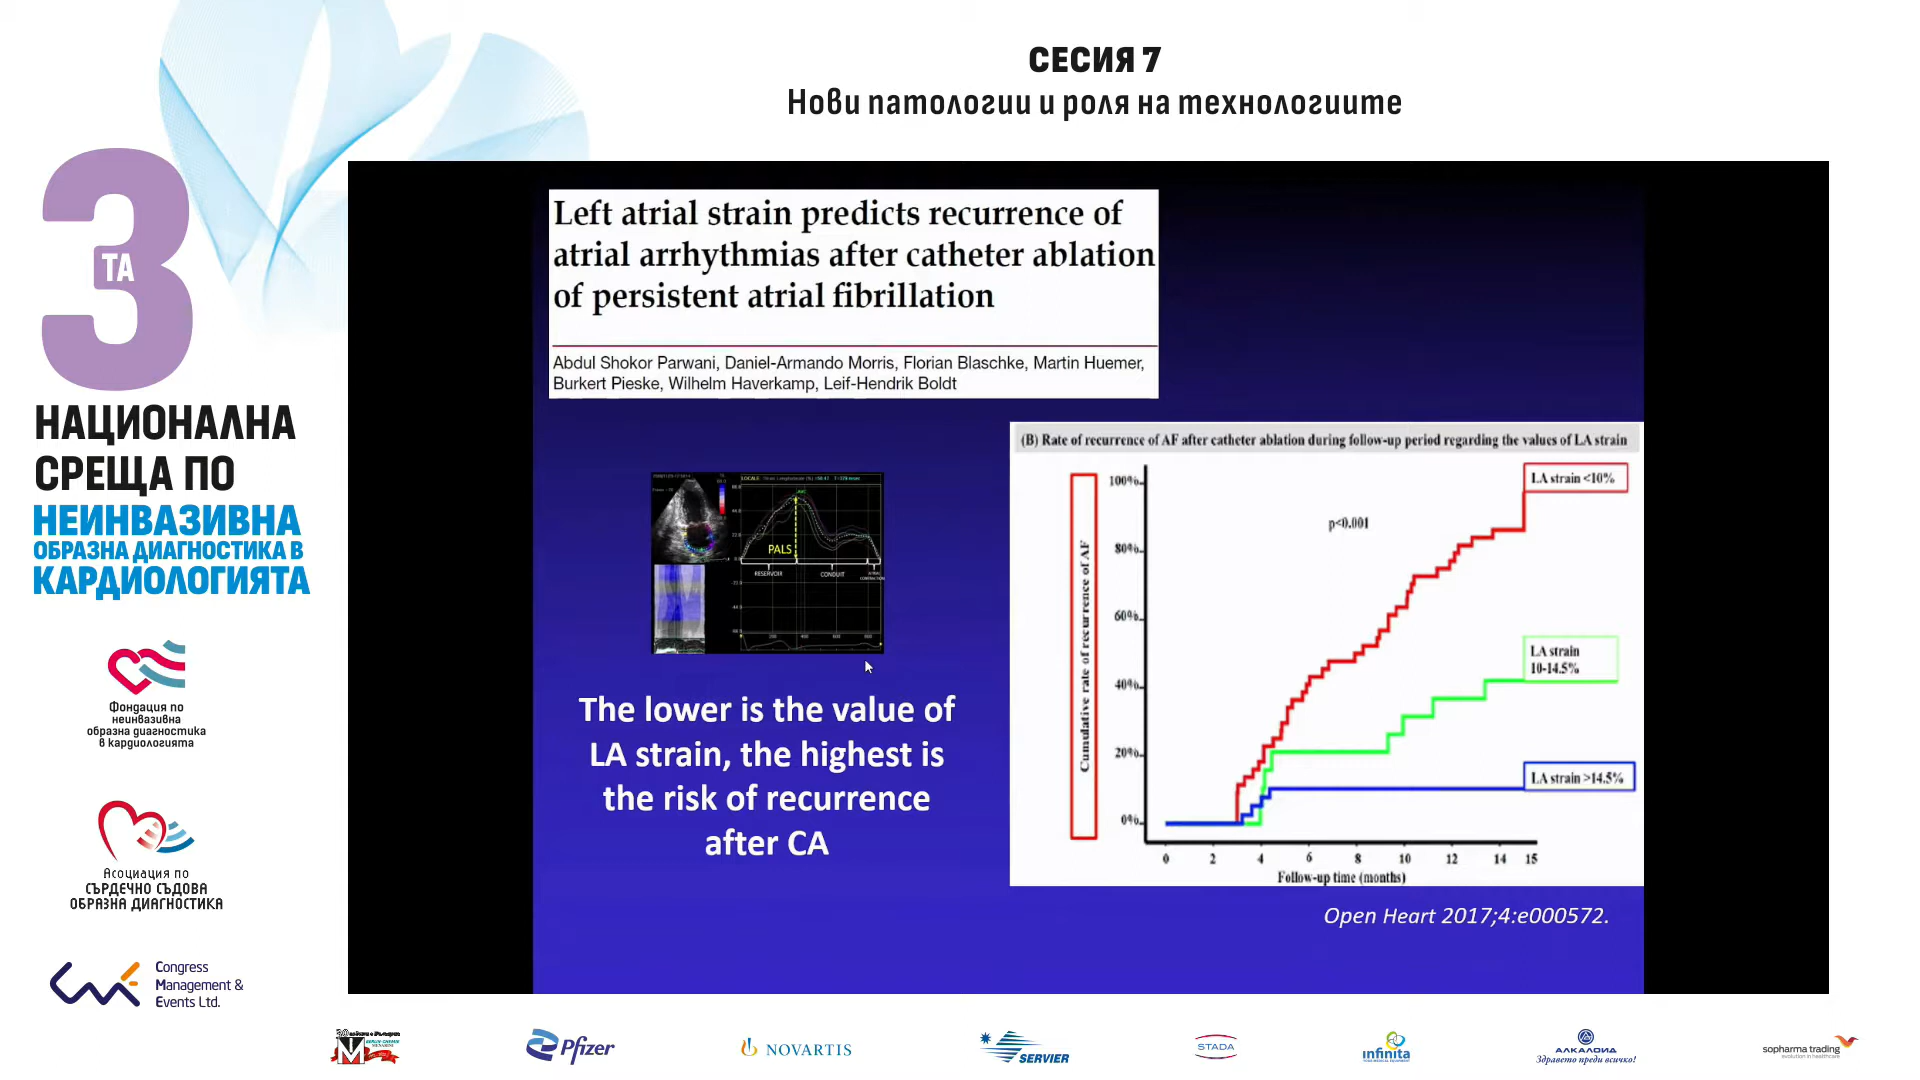 СЕСИЯ 7
Нови патологии и роля на технологиите
3
ТА
НАЦИОНАЛНА
СРЕЩА ПО
НЕИНВАЗИВНА
ОБРАЗНА ДИАГНОСТИКА В
КАРДИОЛОГИЯТА
Фондация по
неинвазивна
образна диагностика
в кардиологията
Асоциация по
СЪРДЕЧНО СЪДОВА
ОБРАЗНА ДИАГНОСТИКА
Congress
Management &
Events Ltd.
Left atrial strain predicts recurrence of
atrial arrhythmias after catheter ablation
of persistent atrial fibrillation
Abdul Shokor Parwani, Daniel-Armando Morris, Florian Blaschke, Martin Huemer,
Burkert Pieske, Wilhelm Haverkamp, Leif-Hendrik Boldt
PALS
RESERVOIR
CONDUIT
The lower is the value of
LA strain, the highest is
the risk of recurrence
after CA
(B) Rate of recurrence of AF after catheter ablation during follow-up period regarding the values of LA strain
Cumulative rate of recurrence of AF
100%
80%
60%
40%
20%
0%
p<0.001
LA strain <10%
LA strain
10-14.5%
LA strain >14.5%
0 2 4 6 8 10 12 14 15
Follow-up time (months)
Open Heart 2017;4:e000572.
Pfizer
NOVARTIS
SERVIER
STADA
infinita
АЛКАЛОИД
Здравето преди всичко!
sopharma trading